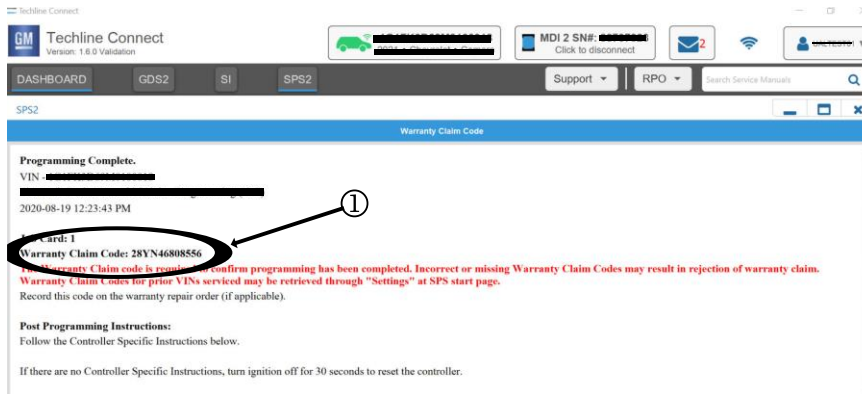 Techline Connect
GM Techline Connect
Version: 1.6.0 Validation
MDI 2 SN#:
Click to disconnect
2
DASHBOARD GDS2 SI SPS2 Support RPO Search Service Manuals
SPS2
Warranty Claim Code
Programming Complete.
VIN -
2020-08-19 12:23:43 PM
①
Card: 1
Warranty Claim Code: 28YN46808556
The Warranty Claim code is required to confirm programming has been completed. Incorrect or missing Warranty Claim Codes may result in rejection of warranty claim.
Warranty Claim Codes for prior VINs serviced may be retrieved through "Settings" at SPS start page.
Record this code on the warranty repair order (if applicable).
Post Programming Instructions:
Follow the Controller Specific Instructions below.
If there are no Controller Specific Instructions, turn ignition off for 30 seconds to reset the controller.